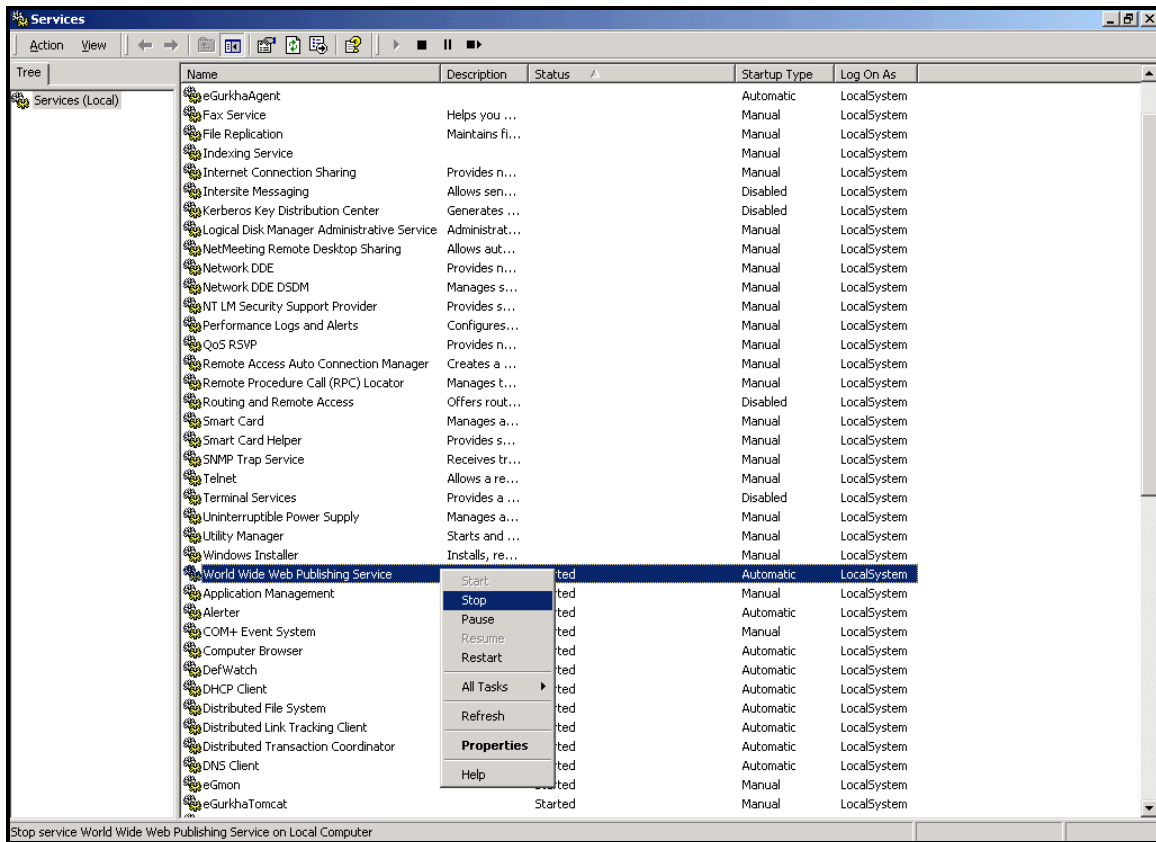 Services
Action View
Tree
Services (Local)
Name Description Status Startup Type Log On As
eGurkhaAgent Automatic LocalSystem
Fax Service Helps you ... Manual LocalSystem
File Replication Maintains fi... Manual LocalSystem
Indexing Service Manual LocalSystem
Internet Connection Sharing Provides n... Manual LocalSystem
Intersite Messaging Allows sen... Disabled LocalSystem
Kerberos Key Distribution Center Generates ... Disabled LocalSystem
Logical Disk Manager Administrative Service Administrat... Manual LocalSystem
NetMeeting Remote Desktop Sharing Allows aut... Manual LocalSystem
Network DDE Provides n... Manual LocalSystem
Network DDE DSDM Manages s... Manual LocalSystem
NT LM Security Support Provider Provides s... Manual LocalSystem
Performance Logs and Alerts Configures... Manual LocalSystem
QoS RSVP Provides n... Manual LocalSystem
Remote Access Auto Connection Manager Creates a ... Manual LocalSystem
Remote Procedure Call (RPC) Locator Manages t... Manual LocalSystem
Routing and Remote Access Offers rout... Disabled LocalSystem
Smart Card Manages a... Manual LocalSystem
Smart Card Helper Provides s... Manual LocalSystem
SNMP Trap Service Receives tr... Manual LocalSystem
Telnet Allows a re... Manual LocalSystem
Terminal Services Provides a ... Disabled LocalSystem
Uninterruptible Power Supply Manages a... Manual LocalSystem
Utility Manager Starts and ... Manual LocalSystem
Windows Installer Installs, re... Manual LocalSystem
World Wide Web Publishing Service ted Automatic LocalSystem
Application Management ted Manual LocalSystem
Alerter ted Automatic LocalSystem
COM+ Event System ted Manual LocalSystem
Computer Browser ted Automatic LocalSystem
DefWatch ted Automatic LocalSystem
DHCP Client ted Automatic LocalSystem
Distributed File System ted Automatic LocalSystem
Distributed Link Tracking Client ted Automatic LocalSystem
Distributed Transaction Coordinator ted Automatic LocalSystem
DNS Client ted Automatic LocalSystem
eGmon ted Manual LocalSystem
eGurkhaTomcat Started Manual LocalSystem
Start
Stop
Pause
Resume
Restart
All Tasks
Refresh
Properties
Help
Stop service World Wide Web Publishing Service on Local Computer